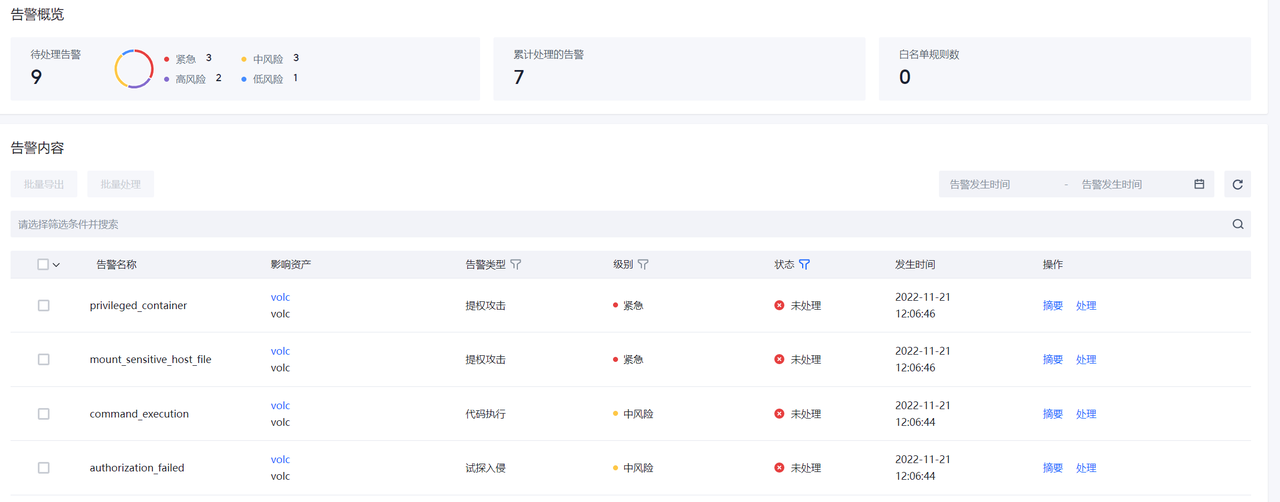 告警概览
待处理告警
9
紧急 3
中风险 3
高风险 2
低风险 1
累计处理的告警
7
白名单规则数
0
告警内容
批量导出 批量处理
告警发生时间 - 告警发生时间
请选择筛选条件并搜索
告警名称 影响资产 告警类型 级别 状态 发生时间 操作
privileged_container volc 提权攻击 紧急 未处理 2022-11-21 摘要 处理
volc 12:06:46
mount_sensitive_host_file volc 提权攻击 紧急 未处理 2022-11-21 摘要 处理
volc 12:06:46
command_execution volc 代码执行 中风险 未处理 2022-11-21 摘要 处理
volc 12:06:44
authorization_failed volc 试探入侵 中风险 未处理 2022-11-21 摘要 处理
volc 12:06:44